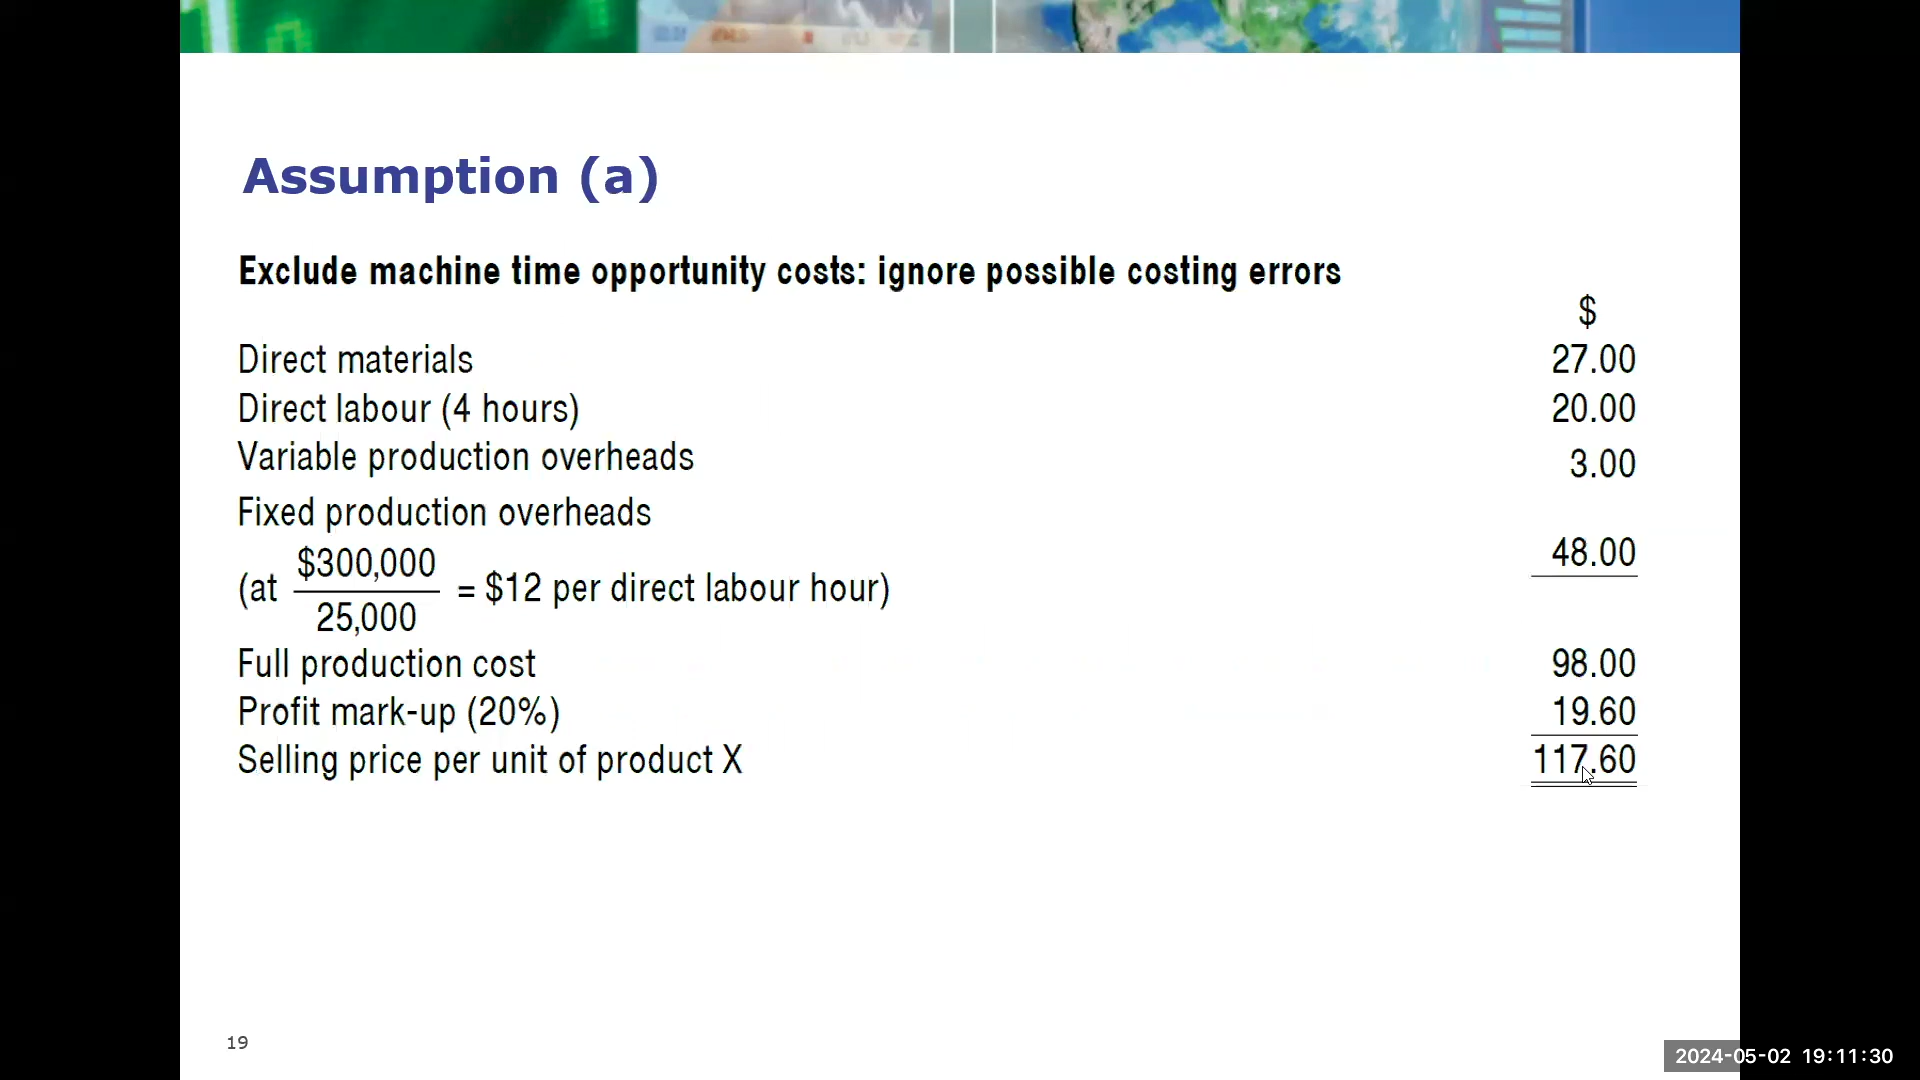 Assumption (a)
Exclude machine time opportunity costs: ignore possible costing errors
$
Direct materials 27.00
Direct labour (4 hours) 20.00
Variable production overheads 3.00
Fixed production overheads
(at $300,000 / 25,000 = $12 per direct labour hour) 48.00
Full production cost 98.00
Profit mark-up (20%) 19.60
Selling price per unit of product X 117.60
19
2024-05-02 19:11:30